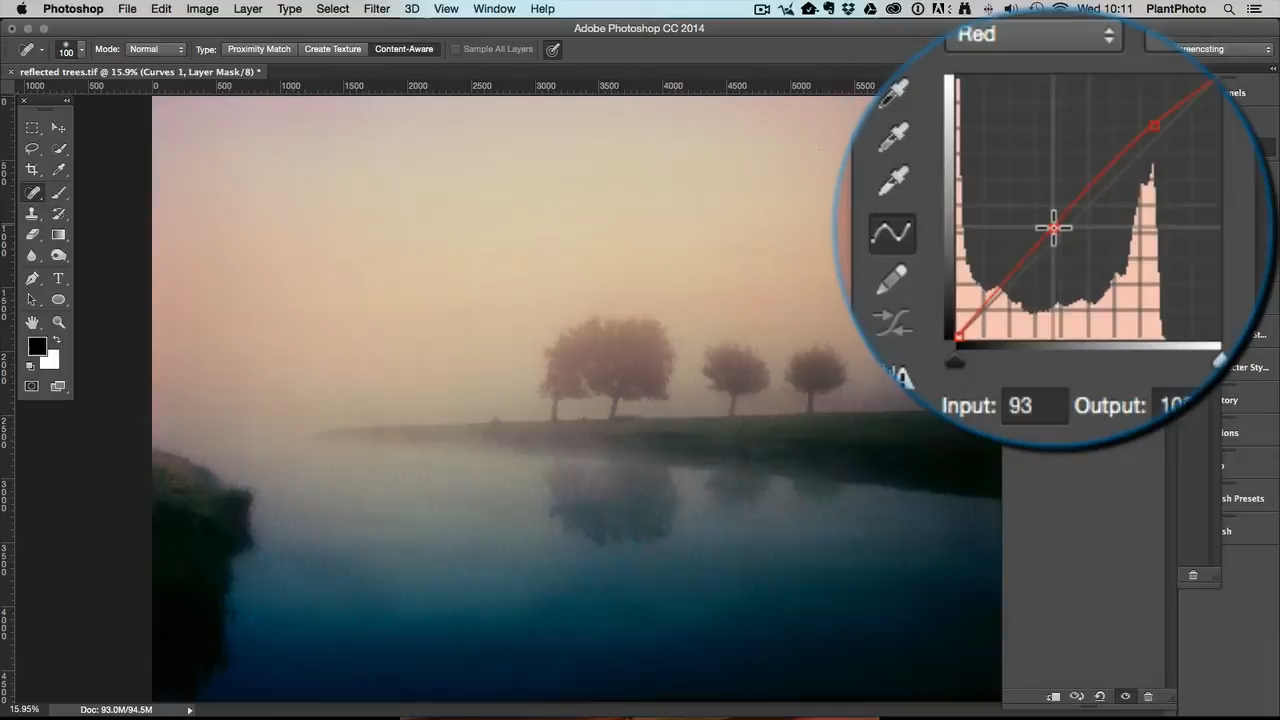 Photoshop File Edit Image Layer Type Select Filter 3D View Window Help Wed 10:11 PlantPhoto
Adobe Photoshop CC 2014
100 Mode: Normal Type: Proximity Match Create Texture Content-Aware Sample All Layers
reflected trees.tif @ 15.9% (Curves 1, Layer Mask/8) *
1000 500 0 500 1000 1500 2000 2500 3000 3500 4000 4500 5000 5500
Red
Input: 93 Output:
ry Presets
15.95% Doc: 93.0M/94.5M